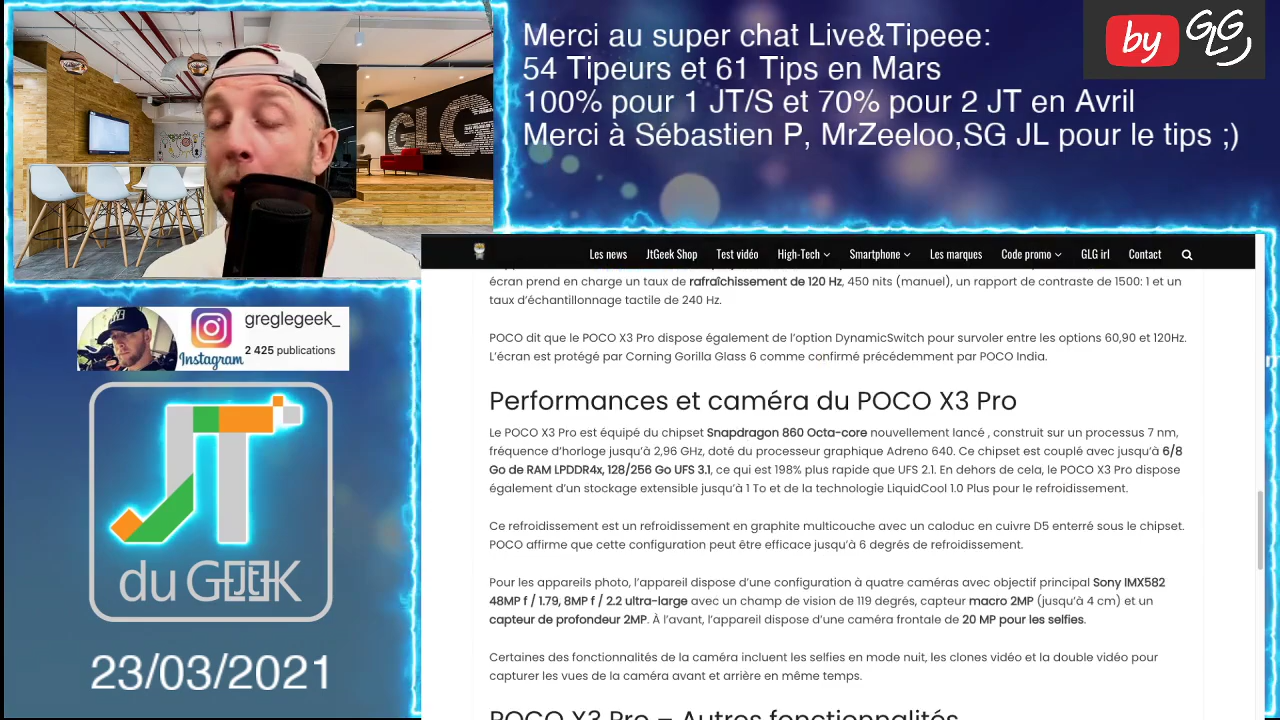 Merci au super chat Live&Tipeee:
54 Tipeurs et 61 Tips en Mars
100% pour 1 JT/S et 70% pour 2 JT en Avril
Merci à Sébastien P, MrZeeloo,SG JL pour le tips ;)
by GLG
GLG
Les news JtGeek Shop Test vidéo High-Tech Smartphone Les marques Code promo GLG irl Contact
écran prend en charge un taux de rafraîchissement de 120 Hz, 450 nits (manuel), un rapport de contraste de 1500: 1 et un
taux d’échantillonnage tactile de 240 Hz.
POCO dit que le POCO X3 Pro dispose également de l’option DynamicSwitch pour survoler entre les options 60,90 et 120Hz.
L’écran est protégé par Corning Gorilla Glass 6 comme confirmé précédemment par POCO India.
Performances et caméra du POCO X3 Pro
Le POCO X3 Pro est équipé du chipset Snapdragon 860 Octa-core nouvellement lancé , construit sur un processus 7 nm,
fréquence d’horloge jusqu’à 2,96 GHz, doté du processeur graphique Adreno 640. Ce chipset est couplé avec jusqu’à 6/8
Go de RAM LPDDR4x, 128/256 Go UFS 3.1, ce qui est 198% plus rapide que UFS 2.1. En dehors de cela, le POCO X3 Pro dispose
également d’un stockage extensible jusqu’à 1 To et de la technologie LiquidCool 1.0 Plus pour le refroidissement.
Ce refroidissement est un refroidissement en graphite multicouche avec un caloduc en cuivre D5 enterré sous le chipset.
POCO affirme que cette configuration peut être efficace jusqu’à 6 degrés de refroidissement.
Pour les appareils photo, l’appareil dispose d’une configuration à quatre caméras avec objectif principal Sony IMX582
48MP f / 1.79, 8MP f / 2.2 ultra-large avec un champ de vision de 119 degrés, capteur macro 2MP (jusqu’à 4 cm) et un
capteur de profondeur 2MP. À l’avant, l’appareil dispose d’une caméra frontale de 20 MP pour les selfies.
Certaines des fonctionnalités de la caméra incluent les selfies en mode nuit, les clones vidéo et la double vidéo pour
capturer les vues de la caméra avant et arrière en même temps.
POCO X3 Pro – Autres fonctionnalités
greglegeek_
2 425 publications
Instagram
JT
du GEEK
23/03/2021